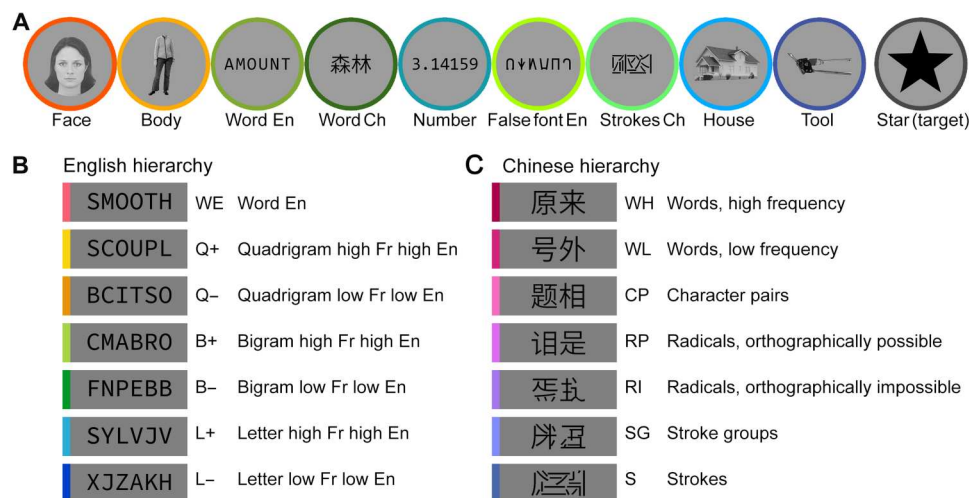 A
AMOUNT
森林
3.14159
Face
Body
Word En
Word Ch
Number
False font En
Strokes Ch
House
Tool
Star (target)
B English hierarchy
SMOOTH WE Word En
SCOUPL Q+ Quadrigram high Fr high En
BCITSO Q– Quadrigram low Fr low En
CMABRO B+ Bigram high Fr high En
FNPEBB B– Bigram low Fr low En
SYLVJV L+ Letter high Fr high En
XJZAKH L– Letter low Fr low En
C Chinese hierarchy
原来 WH Words, high frequency
号外 WL Words, low frequency
题相 CP Character pairs
RP Radicals, orthographically possible
RI Radicals, orthographically impossible
SG Stroke groups
S Strokes